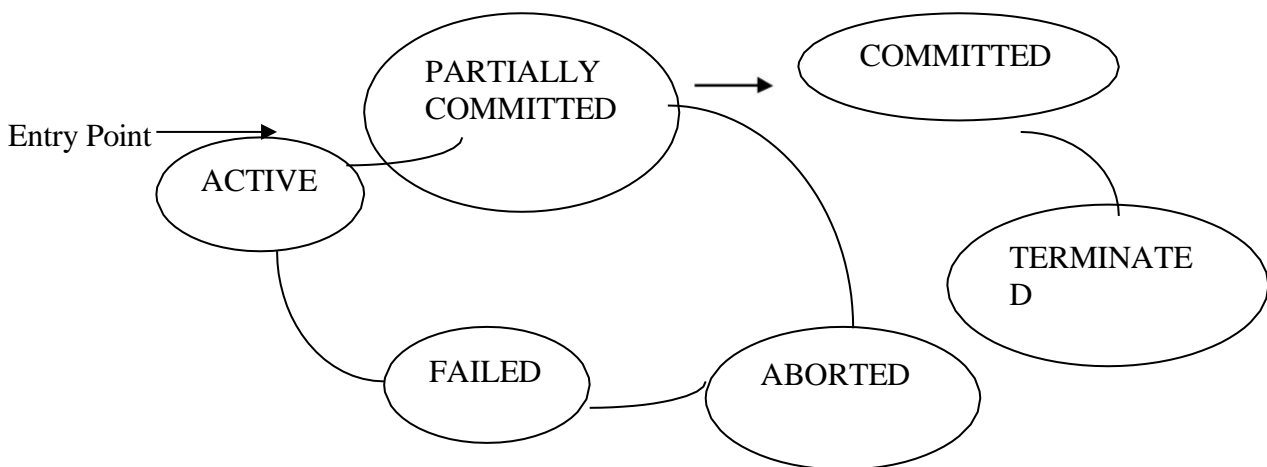 Entry Point
ACTIVE
PARTIALLY
COMMITTED
COMMITTED
TERMINATE
D
FAILED
ABORTED